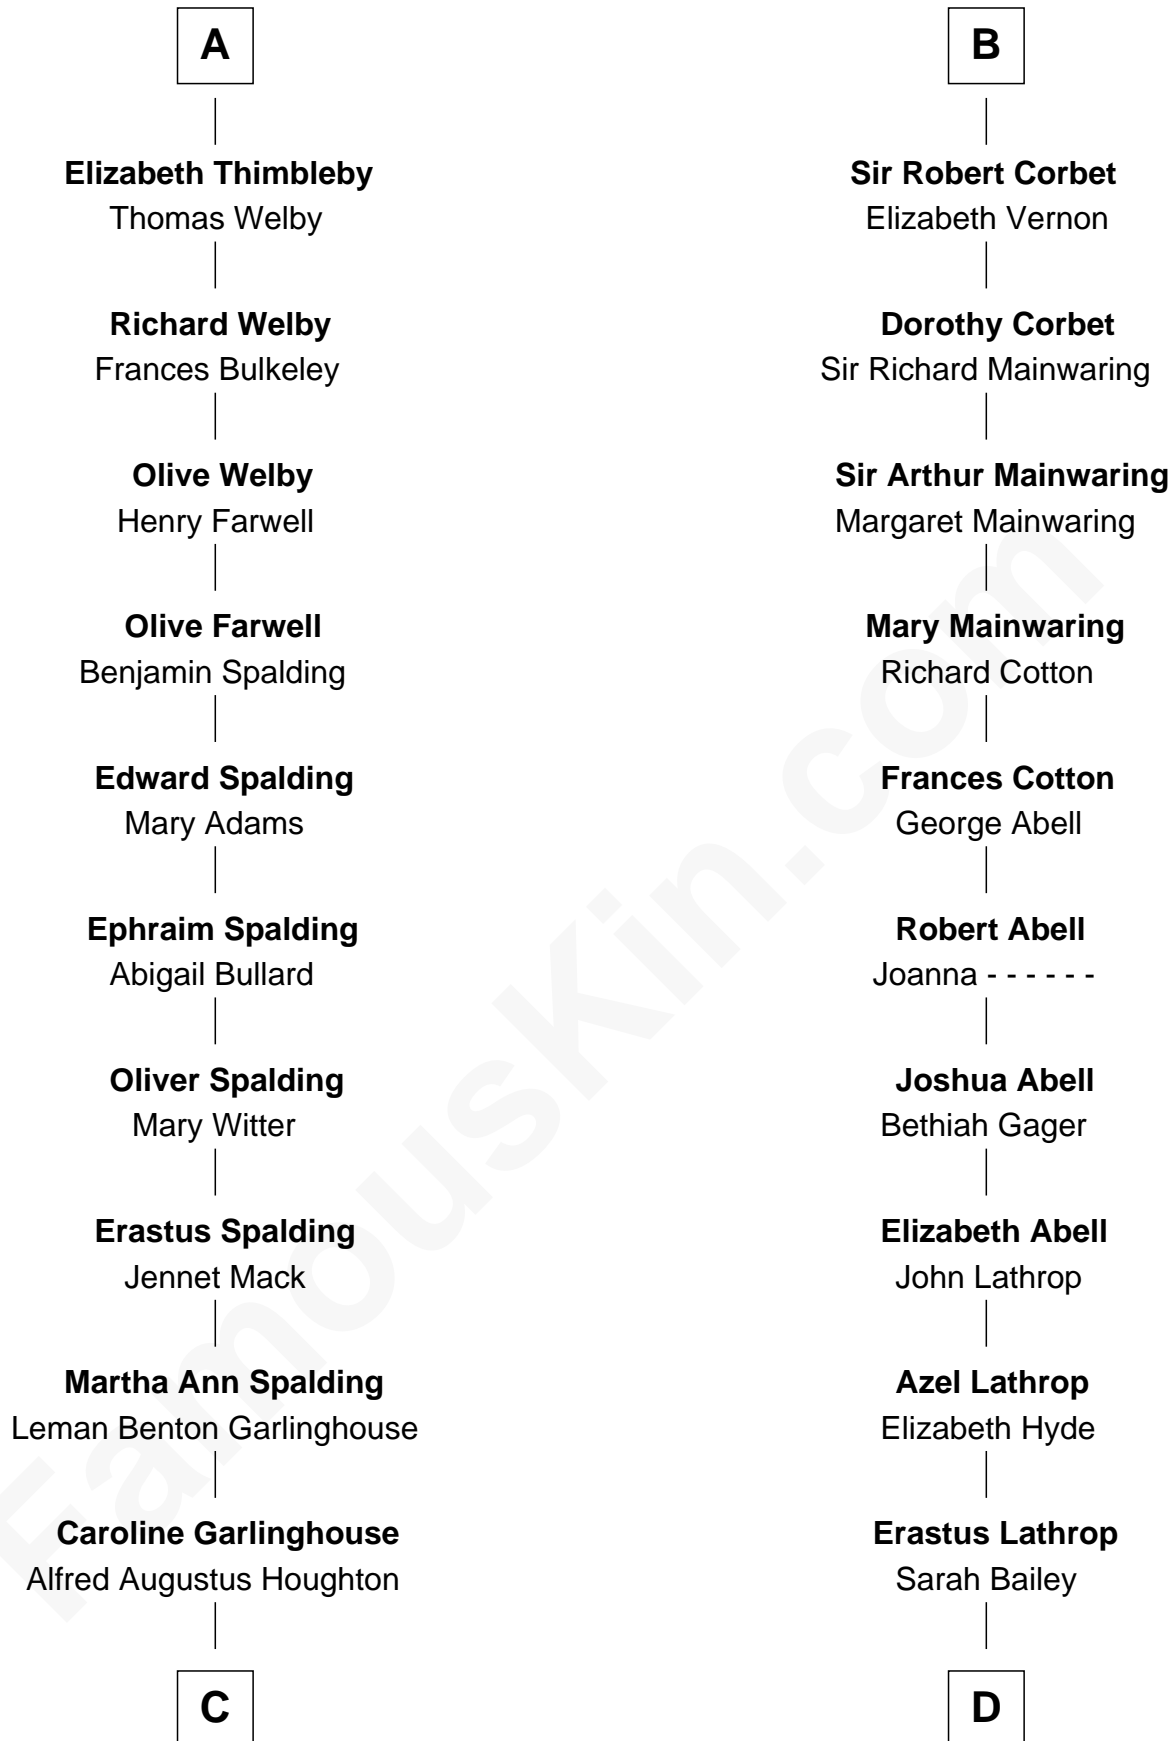 A
Elizabeth Thimbleby
Thomas Welby
Richard Welby
Frances Bulkeley
Olive Welby
Henry Farwell
Olive Farwell
Benjamin Spalding
Edward Spalding
Mary Adams
Ephraim Spalding
Abigail Bullard
Oliver Spalding
Mary Witter
Erastus Spalding
Jennet Mack
Martha Ann Spalding
Leman Benton Garlinghouse
Caroline Garlinghouse
Alfred Augustus Houghton
C
B
Sir Robert Corbet
Elizabeth Vernon
Dorothy Corbet
Sir Richard Mainwaring
Sir Arthur Mainwaring
Margaret Mainwaring
Mary Mainwaring
Richard Cotton
Frances Cotton
George Abell
Robert Abell
Joanna - - - - - -
Joshua Abell
Bethiah Gager
Elizabeth Abell
John Lathrop
Azel Lathrop
Elizabeth Hyde
Erastus Lathrop
Sarah Bailey
D
FamousKin.com